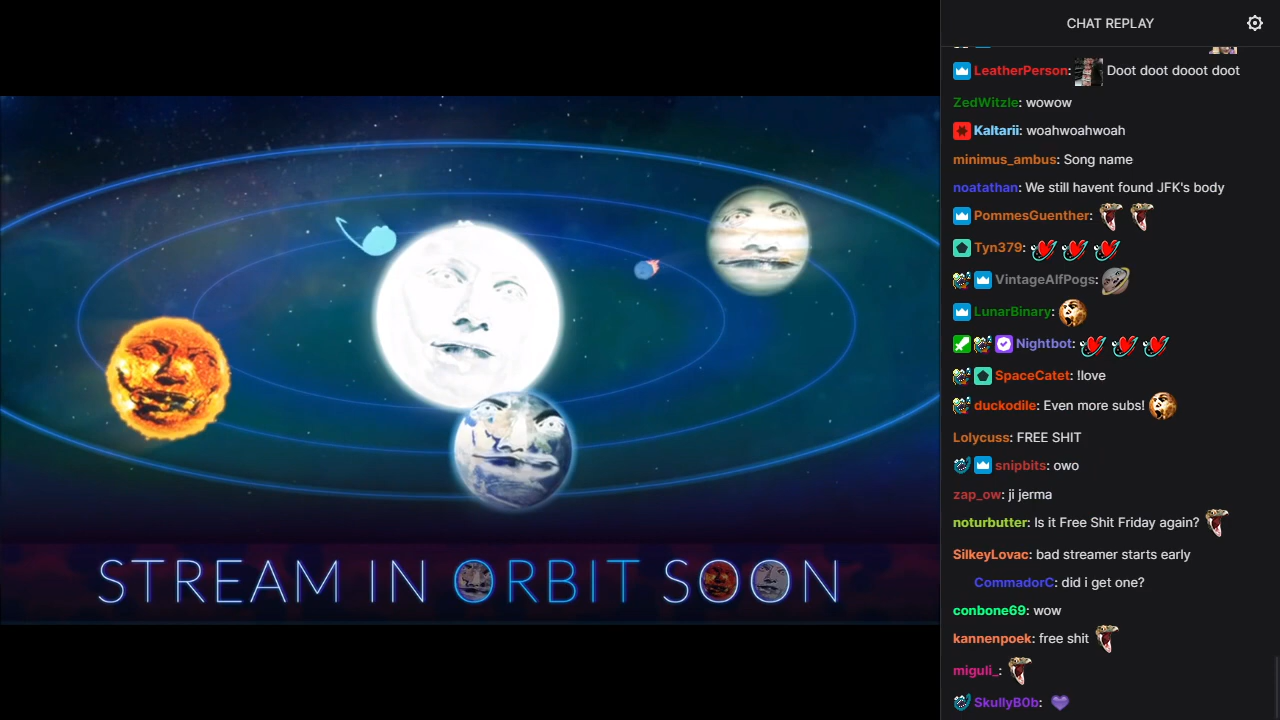 CHAT REPLAY
LeatherPerson: Doot doot dooot doot
ZedWitzle: wowow
Kaltarii: woahwoahwoah
minimus_ambus: Song name
noatathan: We still havent found JFK's body
PommesGuenther:
Tyn379:
VintageAlfPogs:
LunarBinary:
Nightbot:
SpaceCatet: !love
duckodile: Even more subs!
Lolycuss: FREE SHIT
snipbits: owo
zap_ow: ji jerma
noturbutter: Is it Free Shit Friday again?
SilkeyLovac: bad streamer starts early
CommadorC: did i get one?
conbone69: wow
kannenpoek: free shit
miguli_:
SkullyB0b:
STREAM IN ORBIT SOON